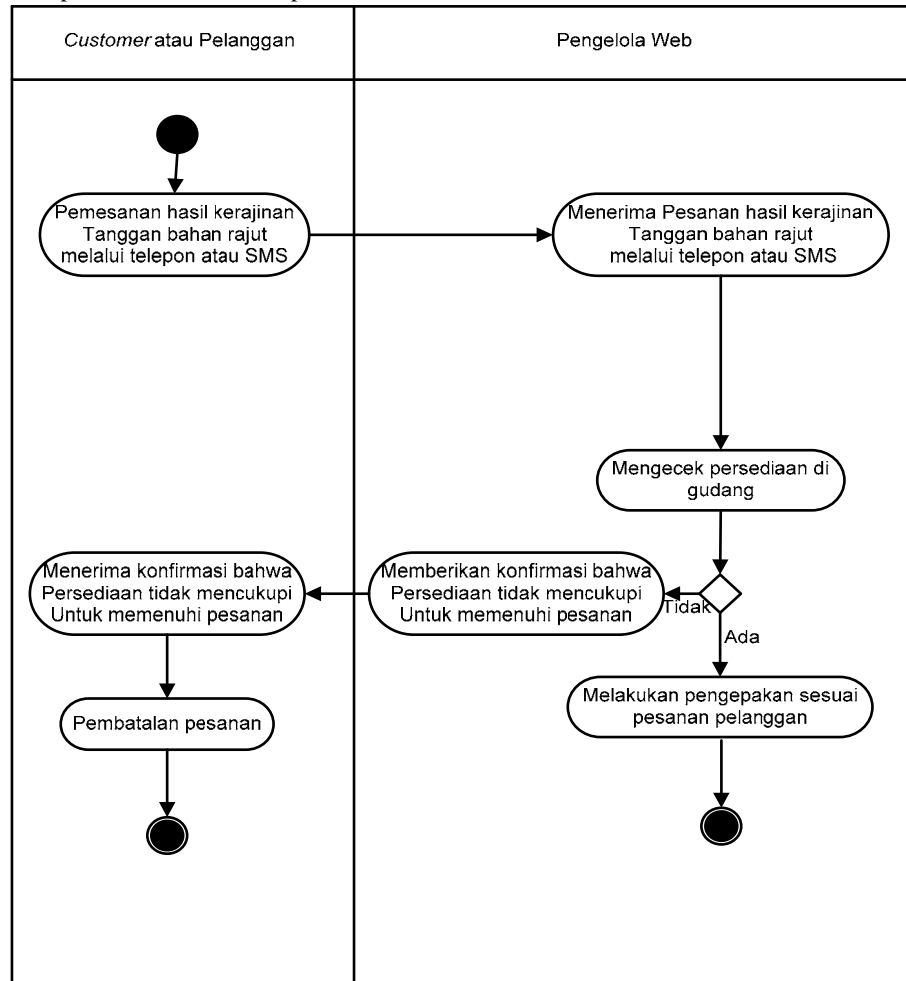 Customer atau Pelanggan
Pengelola Web
Pemesanan hasil kerajinan
Tanggan bahan rajut
melalui telepon atau SMS
Menerima Pesanan hasil kerajinan
Tanggan bahan rajut
melalui telepon atau SMS
Mengecek persediaan di
gudang
Tidak
Ada
Memberikan konfirmasi bahwa
Persediaan tidak mencukupi
Untuk memenuhi pesanan
Menerima konfirmasi bahwa
Persediaan tidak mencukupi
Untuk memenuhi pesanan
Melakukan pengepakan sesuai
pesanan pelanggan
Pembatalan pesanan